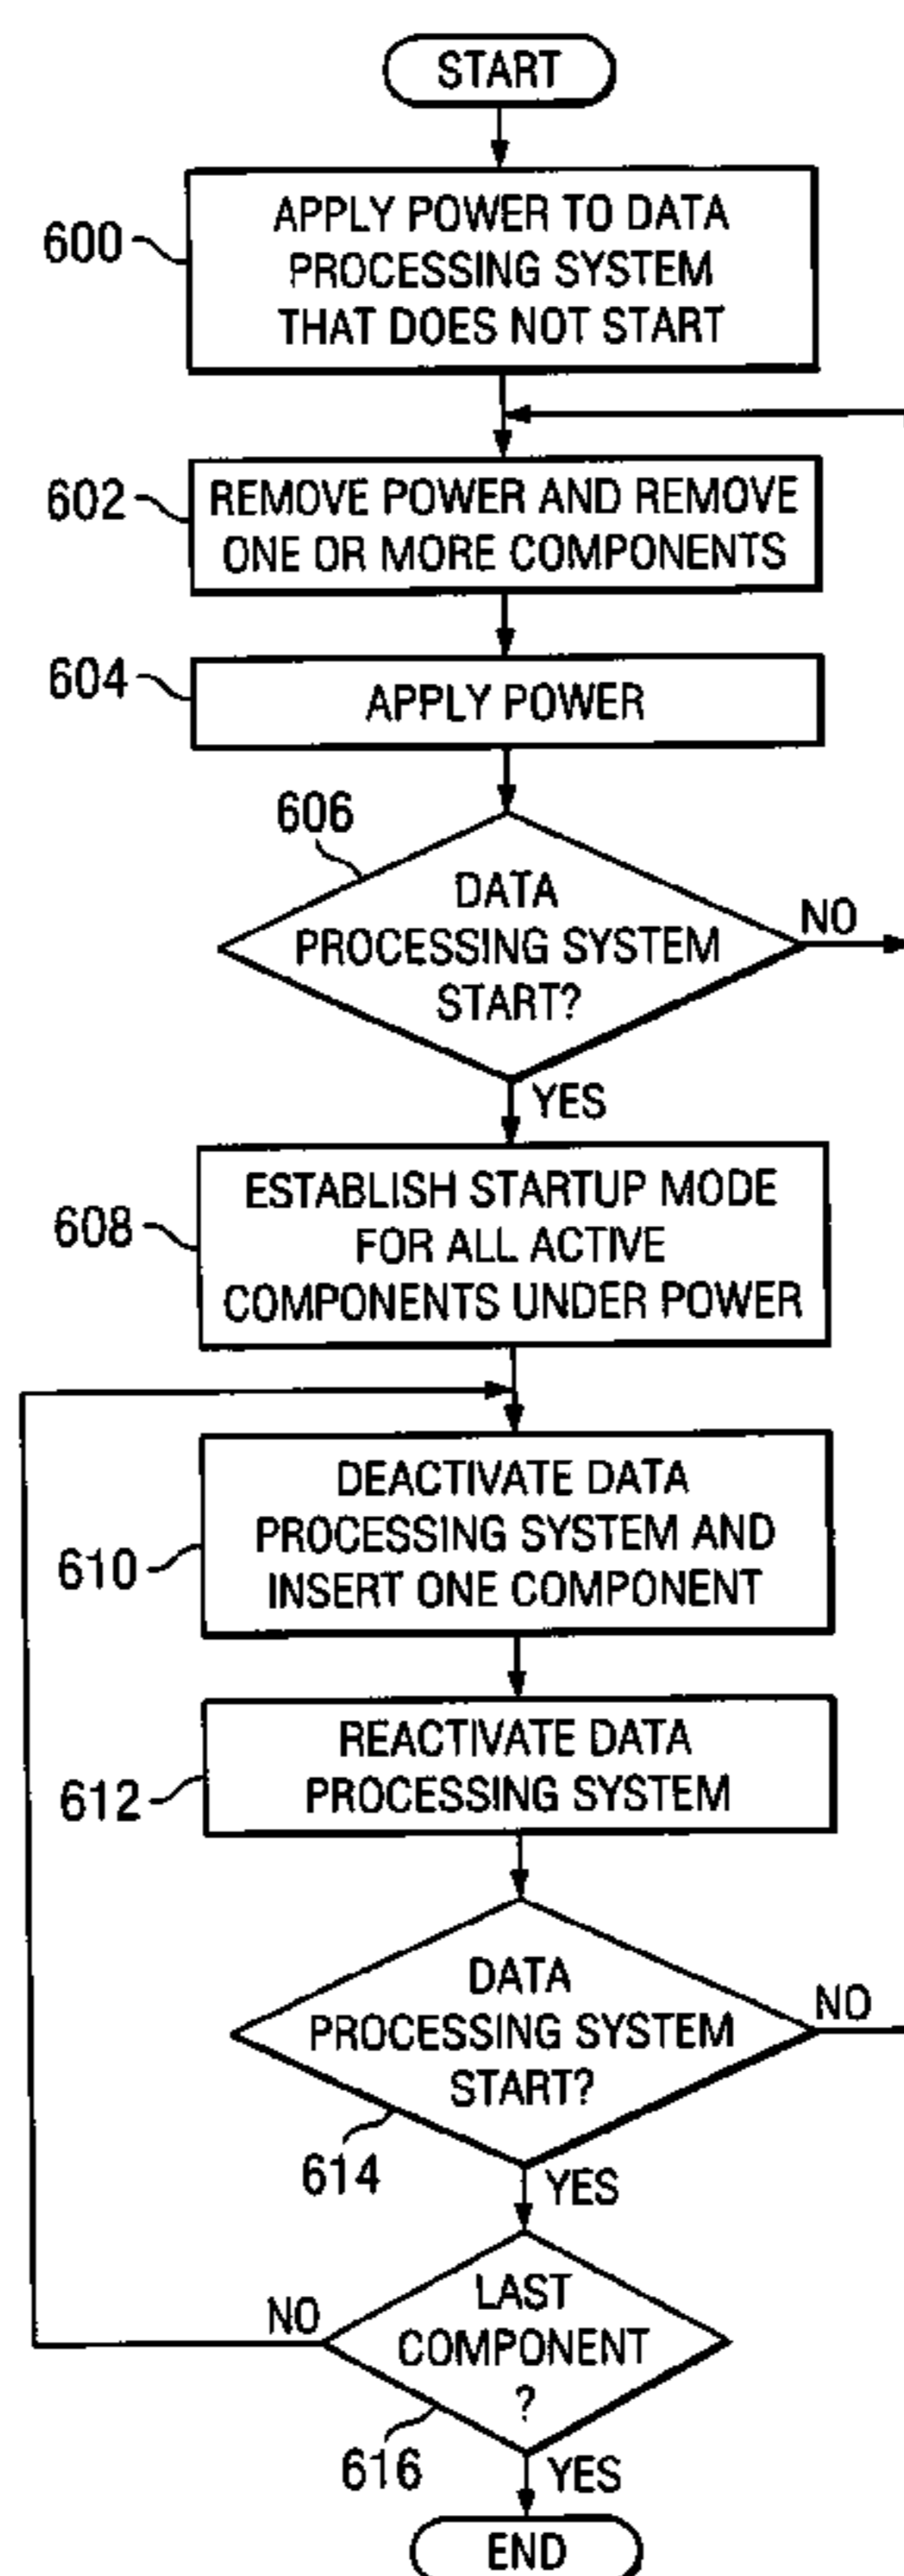 START
600
APPLY POWER TO DATA
PROCESSING SYSTEM
THAT DOES NOT START
602
REMOVE POWER AND REMOVE
ONE OR MORE COMPONENTS
604
APPLY POWER
606
DATA
PROCESSING SYSTEM
START?
NO
YES
608
ESTABLISH STARTUP MODE
FOR ALL ACTIVE
COMPONENTS UNDER POWER
610
DEACTIVATE DATA
PROCESSING SYSTEM AND
INSERT ONE COMPONENT
612
REACTIVATE DATA
PROCESSING SYSTEM
DATA
PROCESSING SYSTEM
START?
NO
614
YES
LAST
COMPONENT
?
NO
616
YES
END